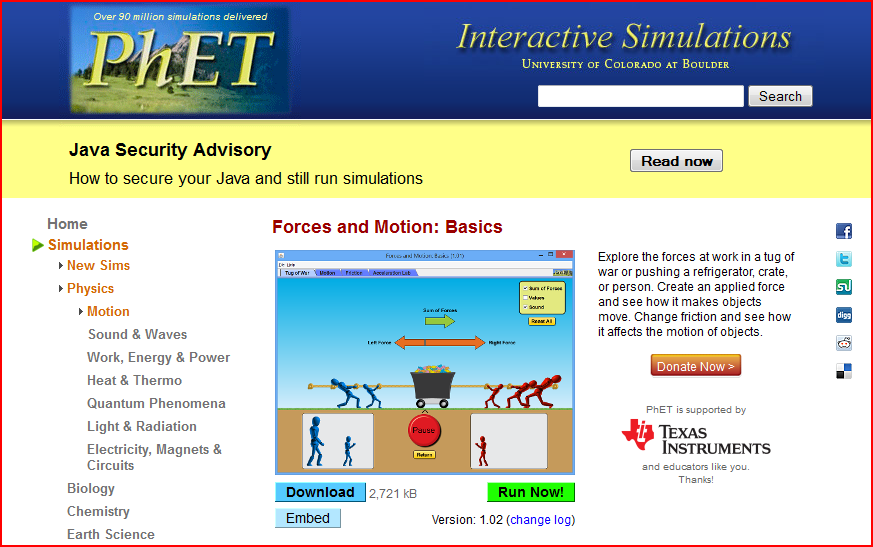 Over 90 million simulations delivered
PhET
Interactive Simulations
University of Colorado at Boulder
Search
Java Security Advisory
How to secure your Java and still run simulations
Read now
Home
Simulations
New Sims
Physics
Motion
Sound & Waves
Work, Energy & Power
Heat & Thermo
Quantum Phenomena
Light & Radiation
Electricity, Magnets &
Circuits
Biology
Chemistry
Earth Science
Forces and Motion: Basics
Forces and Motion: Basics (1.01)
Tug of War
Motion
Friction
Acceleration Lab
Sum of Forces
Values
Sound
Reset All
Sum of Forces
Left Force
Right Force
Pause
Return
Download
2,721 kB
Run Now!
Embed
Version: 1.02 (change log)
Explore the forces at work in a tug of
war or pushing a refrigerator, crate,
or person. Create an applied force
and see how it makes objects
move. Change friction and see how
it affects the motion of objects.
Donate Now >
PhET is supported by
Texas
Instruments
and educators like you.
Thanks!
digg